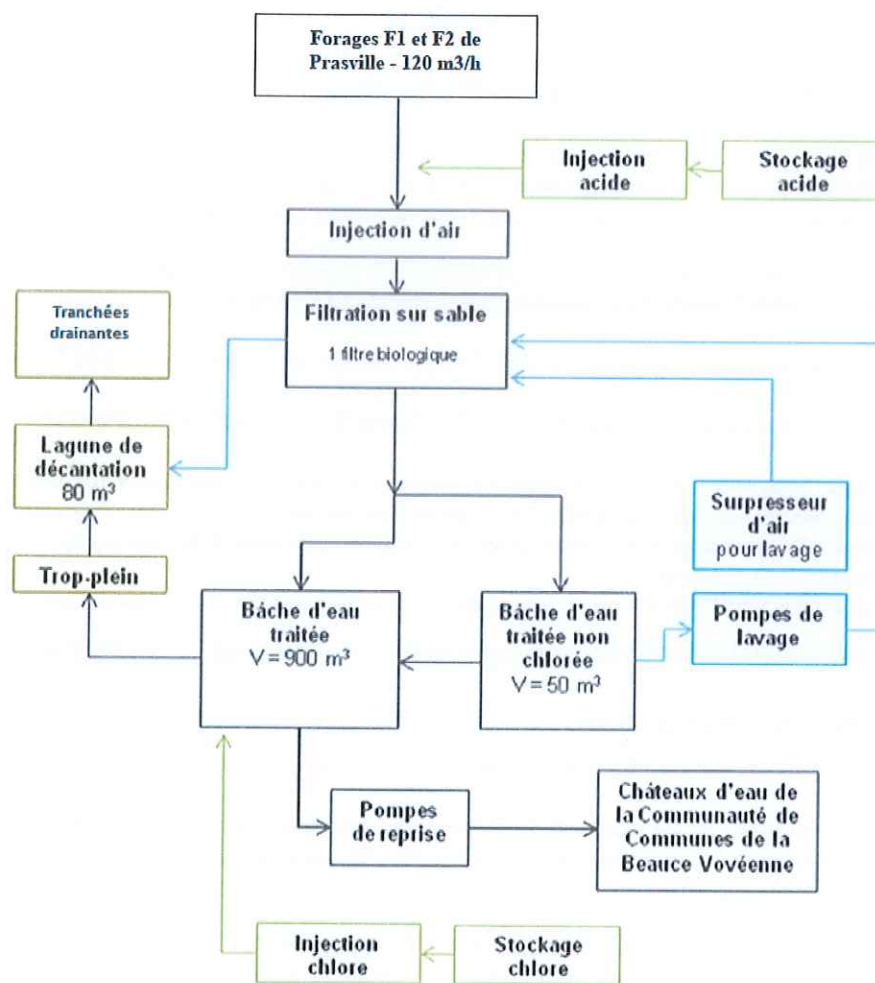 Forages F1 et F2 de
Prasville - 120 m3/h
Injection
acide
Stockage
acide
Injection d'air
Filtration sur sable
1 filtre biologique
Tranchées
drainantes
Lagune de
décantation
80 m³
Trop-plein
Surpresseur
d'air
pour lavage
Bâche d'eau
traitée
V = 900 m³
Bâche d'eau
traitée non
chlorée
V = 50 m³
Pompes de
lavage
Pompes
de reprise
Châteaux d'eau de
la Communauté de
Communes de la
Beauce Vovéenne
Injection
chlore
Stockage
chlore